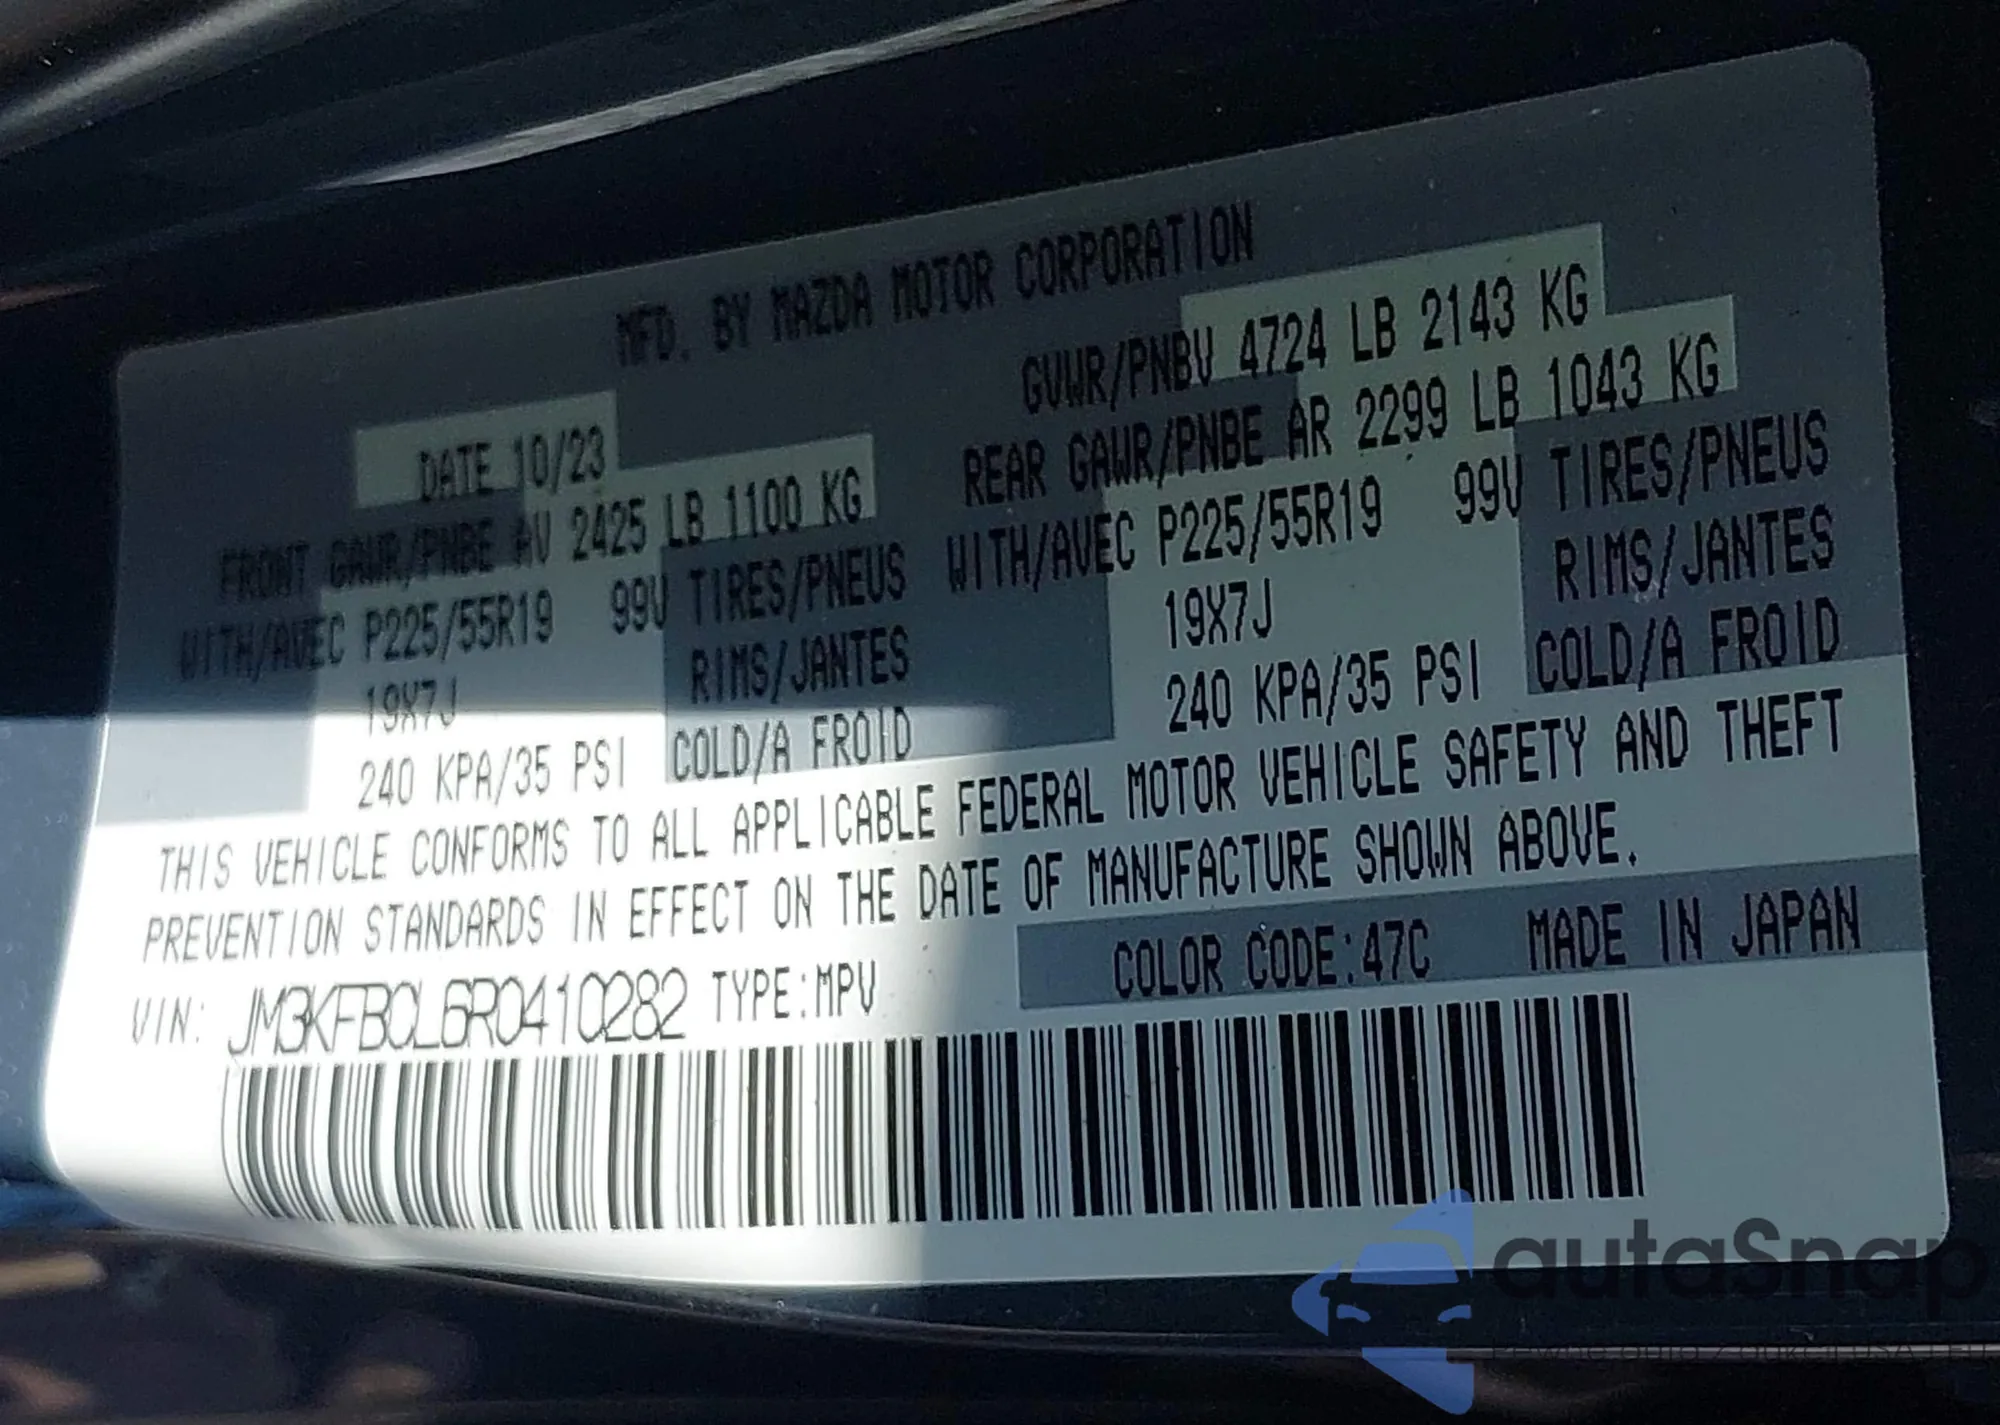 MFD. BY MAZDA MOTOR CORPORATION
DATE 10/23
GVWR/PNBV 4724 LB 2143 KG
FRONT GAWR/PNBE AV 2425 LB 1100 KG
REAR GAWR/PNBE AR 2299 LB 1043 KG
WITH/AVEC P225/55R19 99V TIRES/PNEUS
WITH/AVEC P225/55R19 99V TIRES/PNEUS
19X7J RIMS/JANTES
19X7J RIMS/JANTES
240 KPA/35 PSI COLD/A FROID
240 KPA/35 PSI COLD/A FROID
THIS VEHICLE CONFORMS TO ALL APPLICABLE FEDERAL MOTOR VEHICLE SAFETY AND THEFT
PREVENTION STANDARDS IN EFFECT ON THE DATE OF MANUFACTURE SHOWN ABOVE.
VIN: JM3KFBCL6R0410282 TYPE:MPV COLOR CODE:47C MADE IN JAPAN
autaSnap